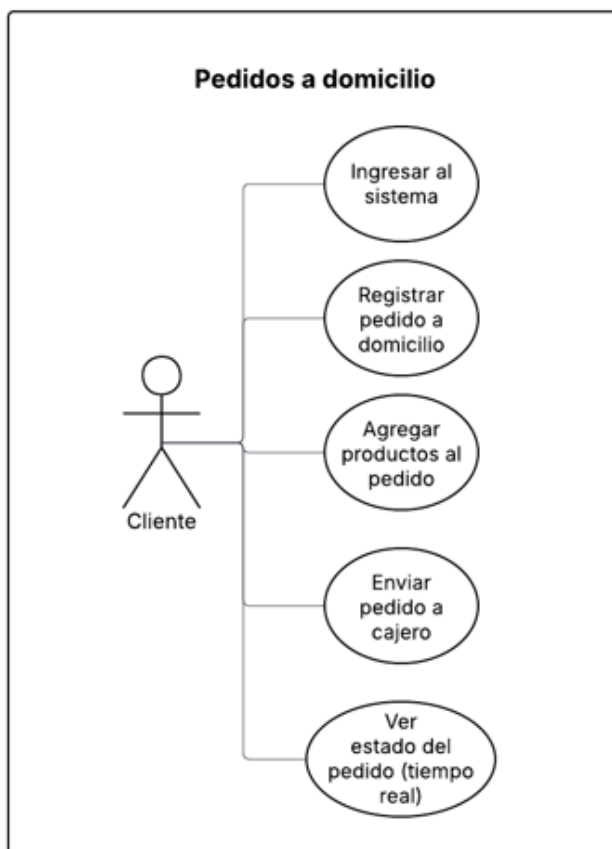 Pedidos a domicilio
Ingresar al
sistema
Registrar
pedido a
domicilio
Agregar
productos al
pedido
Cliente
Enviar
pedido a
cajero
Ver
estado del
pedido (tiempo
real)